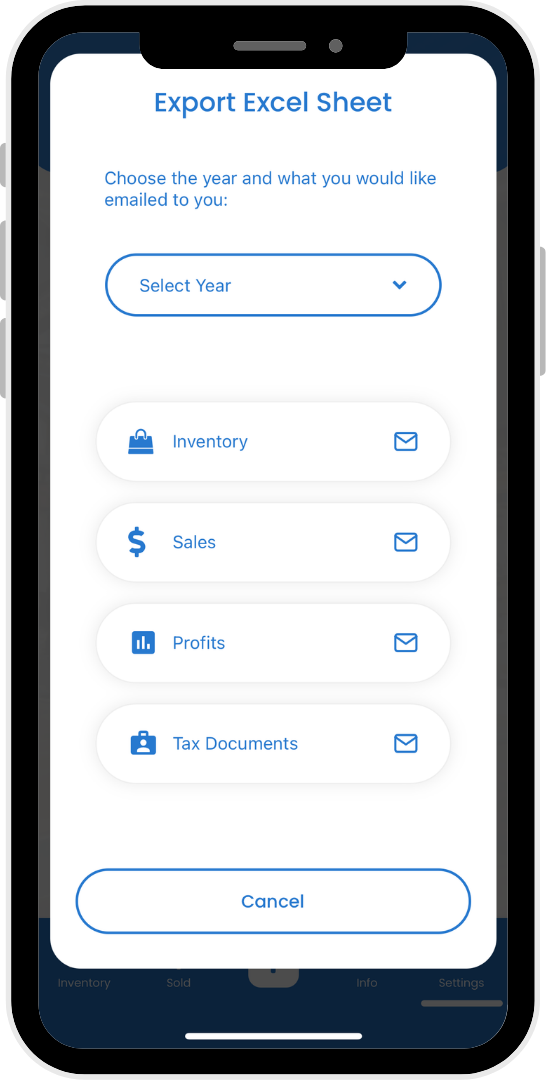 Export Excel Sheet
Choose the year and what you would like
emailed to you:
Select Year
Inventory
Sales
Profits
Tax Documents
Cancel
Inventory Sold Info Settings